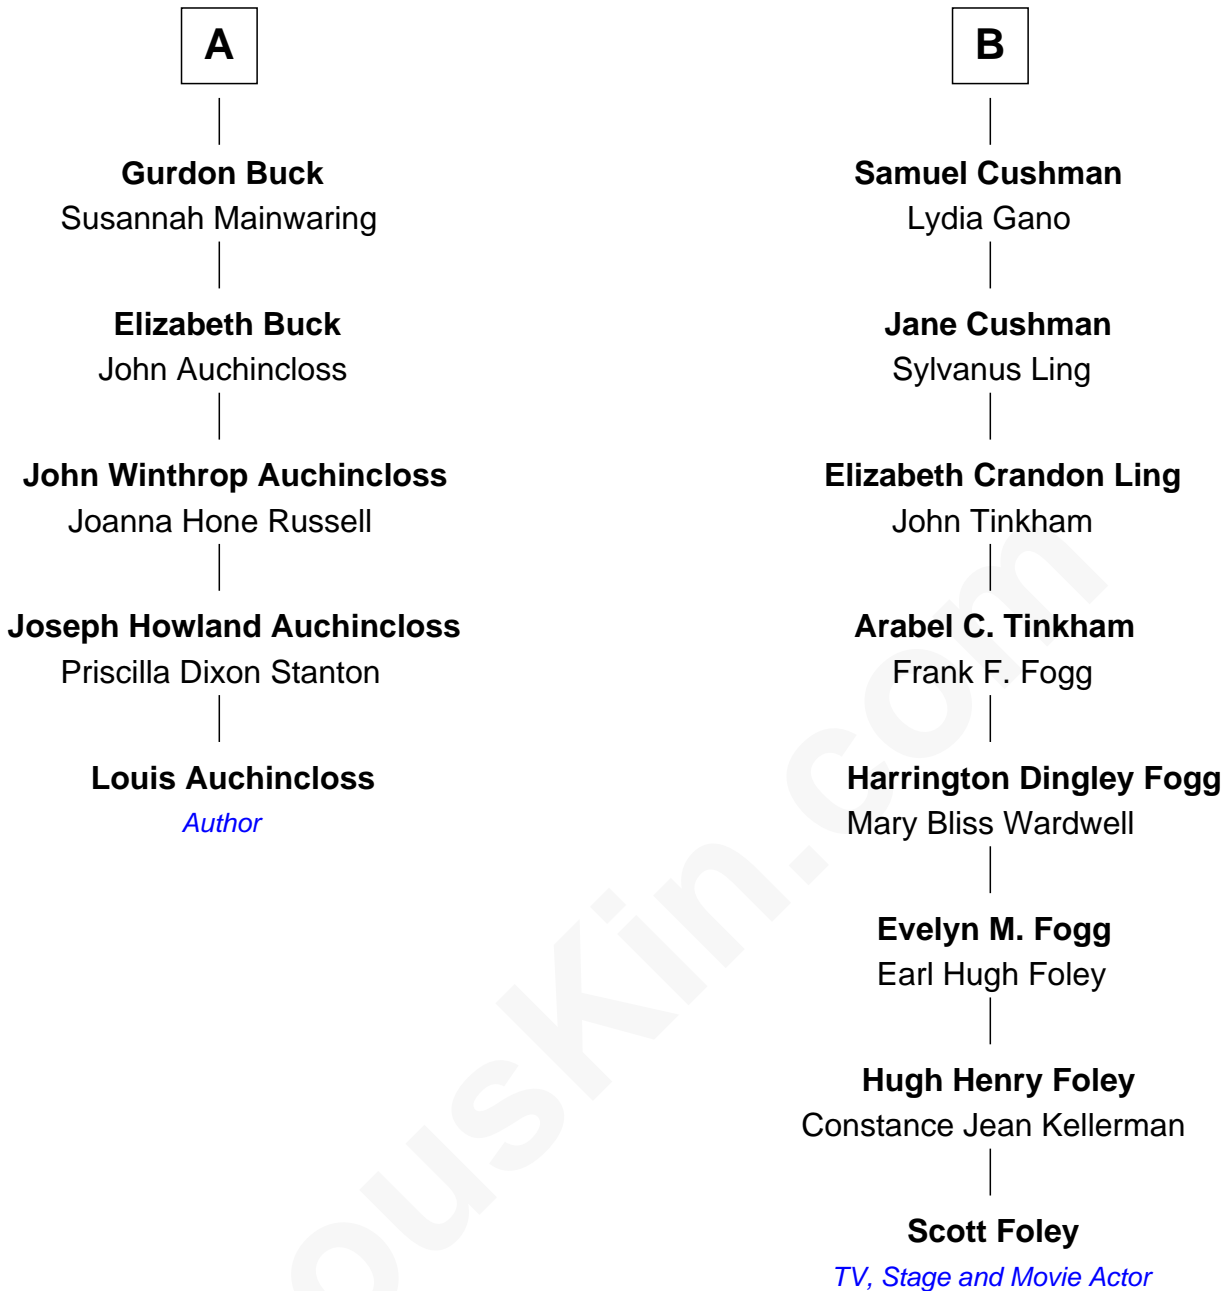 A
Gurdon Buck
Susannah Mainwaring
Elizabeth Buck
John Auchincloss
John Winthrop Auchincloss
Joanna Hone Russell
Joseph Howland Auchincloss
Priscilla Dixon Stanton
Louis Auchincloss
Author
B
Samuel Cushman
Lydia Gano
Jane Cushman
Sylvanus Ling
Elizabeth Crandon Ling
John Tinkham
Arabel C. Tinkham
Frank F. Fogg
Harrington Dingley Fogg
Mary Bliss Wardwell
Evelyn M. Fogg
Earl Hugh Foley
Hugh Henry Foley
Constance Jean Kellerman
Scott Foley
TV, Stage and Movie Actor
ousKin.com